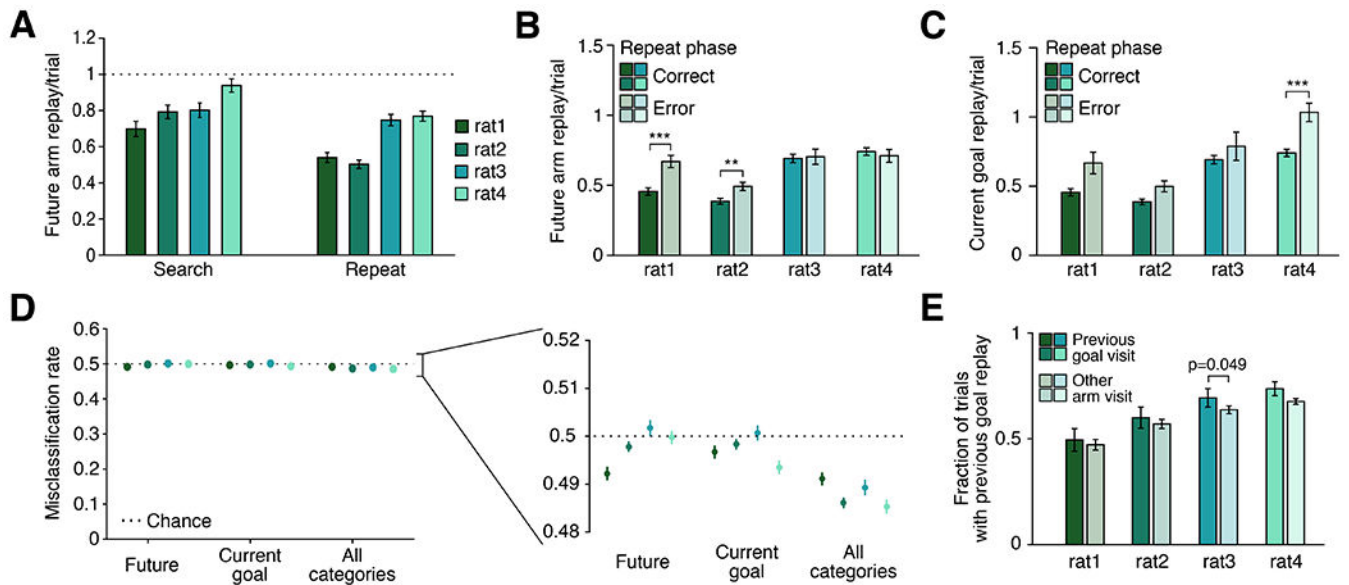 A
Future arm replay/trial
1.2
1
0.8
0.6
0.4
0.2
0
Search
Repeat
rat1
rat2
rat3
rat4
B
Future arm replay/trial
1.5
1
0.5
0
Repeat phase
Correct
Error
***
**
rat1
rat2
rat3
rat4
C
Current goal replay/trial
1.5
1
0.5
0
Repeat phase
Correct
Error
***
rat1
rat2
rat3
rat4
D
Misclassification rate
0.6
0.5
0.4
0.3
0.2
0.1
0
Chance
Future
Current
goal
All
categories
0.52
0.51
0.5
0.49
0.48
Future
Current
goal
All
categories
E
Fraction of trials
with previous goal replay
1
0.5
0
Previous
goal visit
Other
arm visit
p=0.049
rat1
rat2
rat3
rat4